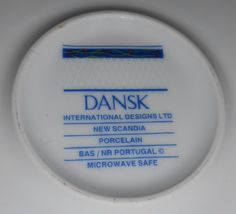 DANSK
INTERNATIONAL DESIGNS LTD
NEW SCANDIA
PORCELAIN
BAS / NR PORTUGAL ©
MICROWAVE SAFE